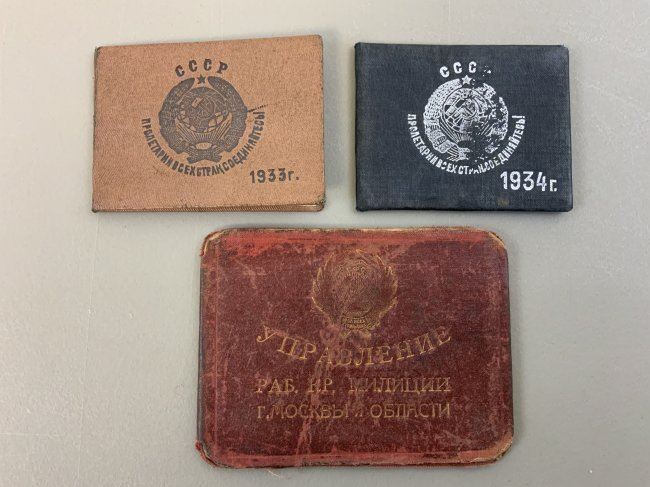 СССР
ПРОЛЕТАРИИ ВСЕХ СТРАН, СОЕДИНЯЙТЕСЬ!
1933г.
СССР
ПРОЛЕТАРИИ ВСЕХ СТРАН, СОЕДИНЯЙТЕСЬ!
1934г.
УПРАВЛЕНИЕ
РАБ. КР. МИЛИЦИИ
Г. МОСКВЫ И ОБЛАСТИ